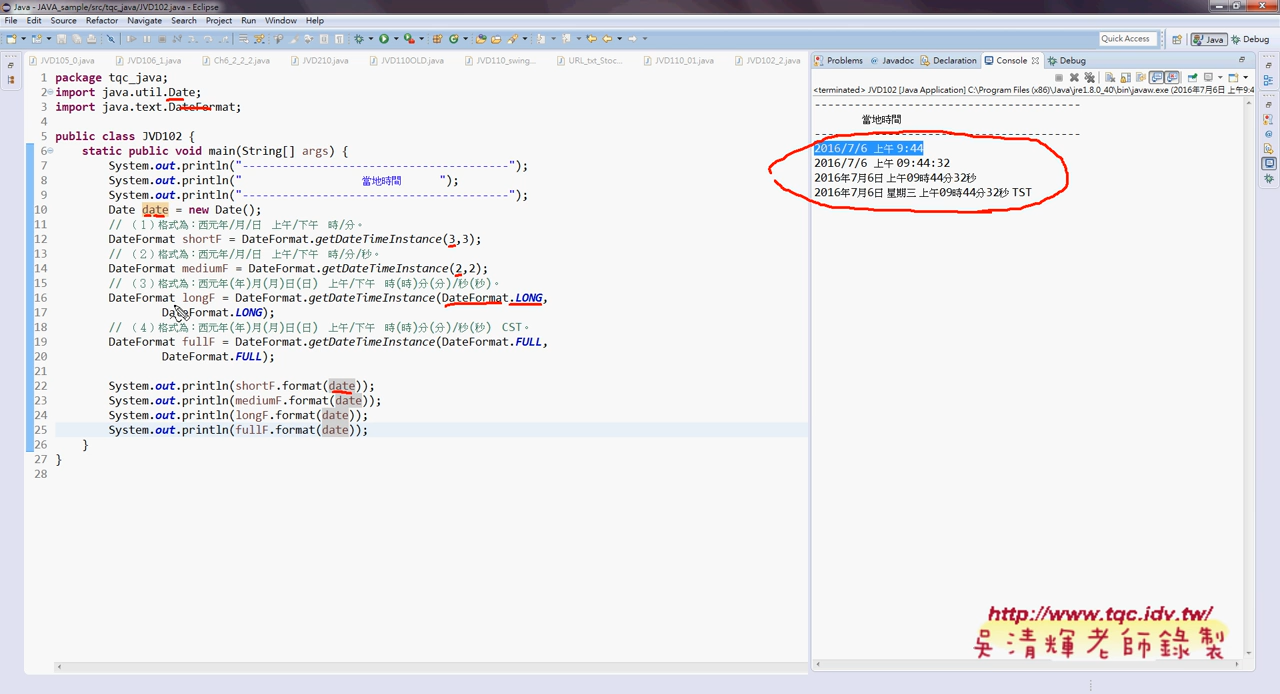 Java - JAVA_sample/src/tqc_java/JVD102.java - Eclipse
File Edit Source Refactor Navigate Search Project Run Window Help
Quick Access Java Debug
JVD105_0.java JVD106_1.java Ch6_2_2_2.java JVD210.java JVD110OLD.java JVD110_swing... URL_txt_Stoc... JVD110_01.java JVD102_2.java
1 package tqc_java;
2 import java.util.Date;
3 import java.text.DateFormat;
4
5 public class JVD102 {
6 static public void main(String[] args) {
7 System.out.println("----------------------------------------");
8 System.out.println(" 當地時間 ");
9 System.out.println("----------------------------------------");
10 Date date = new Date();
11 // (1)格式為：西元年/月/日 上午/下午 時/分。
12 DateFormat shortF = DateFormat.getDateTimeInstance(3,3);
13 // (2)格式為：西元年/月/日 上午/下午 時/分/秒。
14 DateFormat mediumF = DateFormat.getDateTimeInstance(2,2);
15 // (3)格式為：西元年(年)月(月)日(日) 上午/下午 時(時)分(分)/秒(秒)。
16 DateFormat longF = DateFormat.getDateTimeInstance(DateFormat.LONG,
17 DateFormat.LONG);
18 // (4)格式為：西元年(年)月(月)日(日) 上午/下午 時(時)分(分)/秒(秒) CST。
19 DateFormat fullF = DateFormat.getDateTimeInstance(DateFormat.FULL,
20 DateFormat.FULL);
21
22 System.out.println(shortF.format(date));
23 System.out.println(mediumF.format(date));
24 System.out.println(longF.format(date));
25 System.out.println(fullF.format(date));
26 }
27 }
28
Problems Javadoc Declaration Console Debug
<terminated> JVD102 [Java Application] C:\Program Files (x86)\Java\jre1.8.0_40\bin\javaw.exe (2016年7月6日 上午9:4
----------------------------------------
當地時間
----------------------------------------
2016/7/6 上午 9:44
2016/7/6 上午 09:44:32
2016年7月6日 上午09時44分32秒
2016年7月6日 星期三 上午09時44分32秒 TST
http://www.tqc.idv.tw/
吳清輝老師錄製